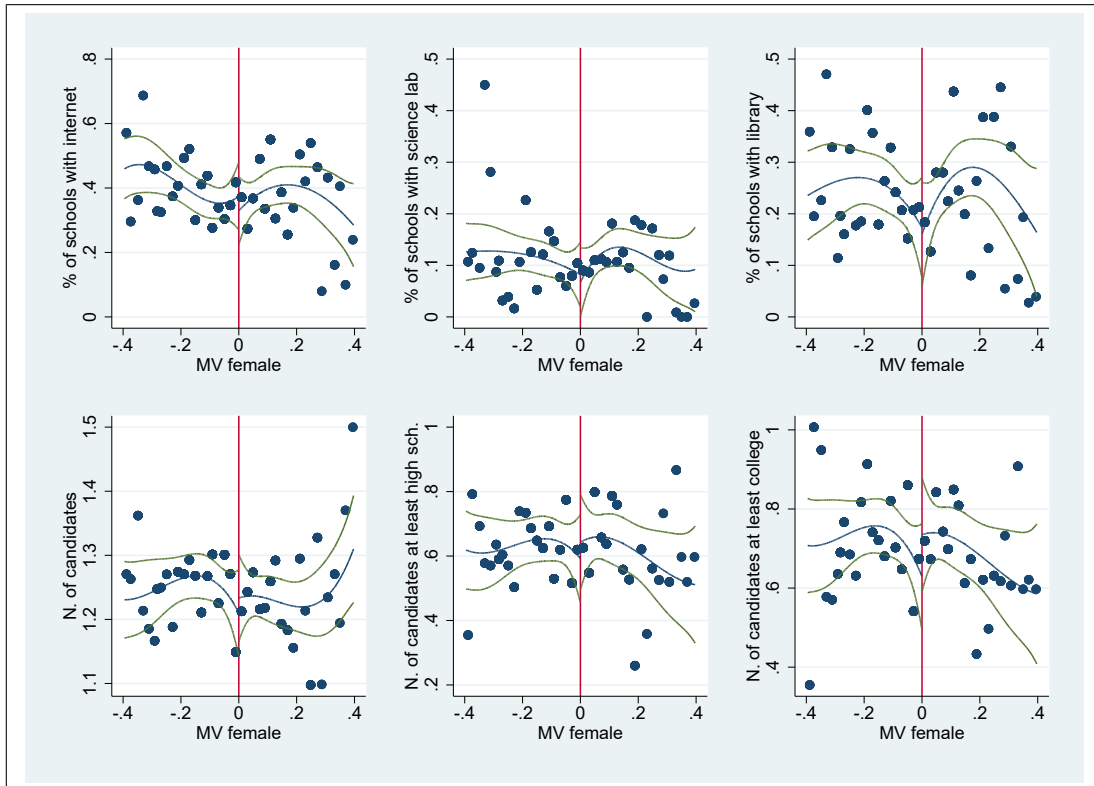 % of schools with internet
.8
.6
.4
.2
0
-.4 -.2 0 .2 .4
MV female
% of schools with science lab
.5
.4
.3
.2
.1
0
-.4 -.2 0 .2 .4
MV female
% of schools with library
.5
.4
.3
.2
.1
0
-.4 -.2 0 .2 .4
MV female
N. of candidates
1.5
1.4
1.3
1.2
1.1
-.4 -.2 0 .2 .4
MV female
N. of candidates at least high sch.
1
.8
.6
.4
.2
-.4 -.2 0 .2 .4
MV female
N. of candidates at least college
1
.8
.6
.4
-.4 -.2 0 .2 .4
MV female